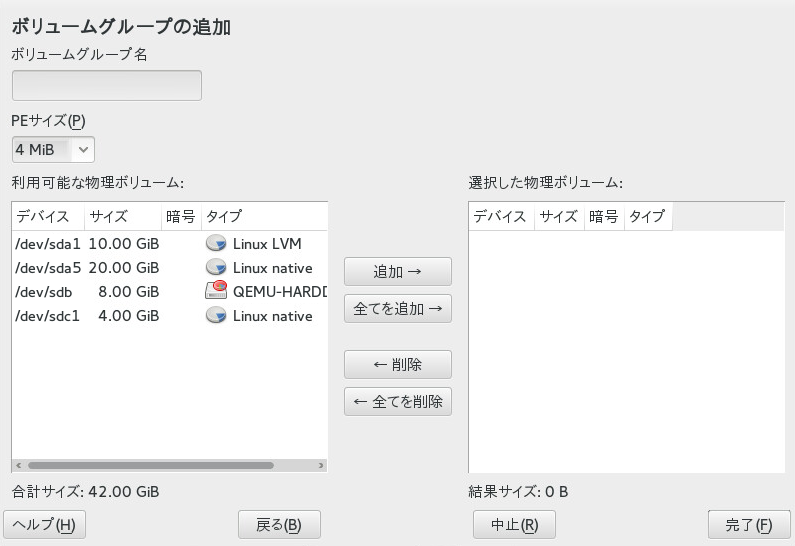 ボリュームグループの追加
ボリュームグループ名
PEサイズ(P)
4 MiB
利用可能な物理ボリューム:
デバイス サイズ 暗号 タイプ
/dev/sda1 10.00 GiB Linux LVM
/dev/sda5 20.00 GiB Linux native
/dev/sdb 8.00 GiB QEMU-HARDD
/dev/sdc1 4.00 GiB Linux native
合計サイズ: 42.00 GiB
追加 →
全てを追加 →
← 削除
← 全てを削除
選択した物理ボリューム:
デバイス サイズ 暗号 タイプ
結果サイズ: 0 B
ヘルプ(H) 戻る(B) 中止(R) 完了(F)